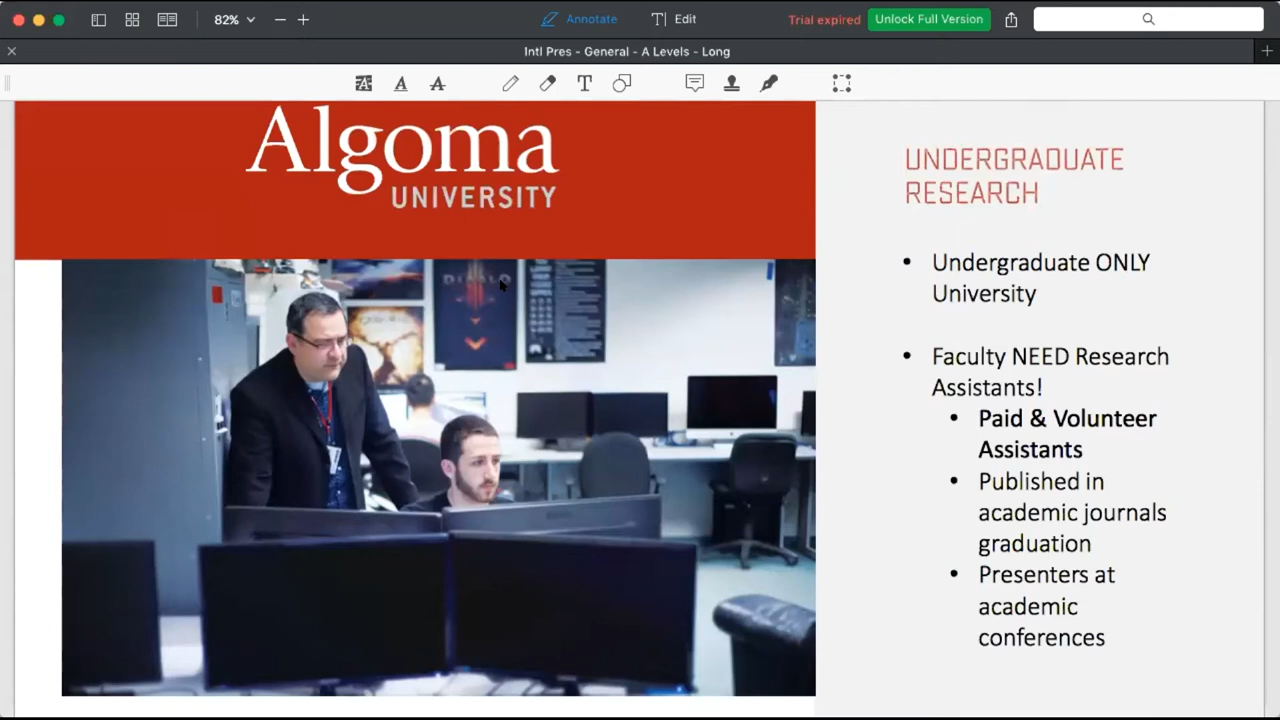 82%
Annotate
Edit
Trial expired
Unlock Full Version
Intl Pres - General - A Levels - Long
Algoma
UNIVERSITY
DIABLO
UNDERGRADUATE
RESEARCH
• Undergraduate ONLY
University
• Faculty NEED Research
Assistants!
• Paid & Volunteer
Assistants
• Published in
academic journals
graduation
• Presenters at
academic
conferences